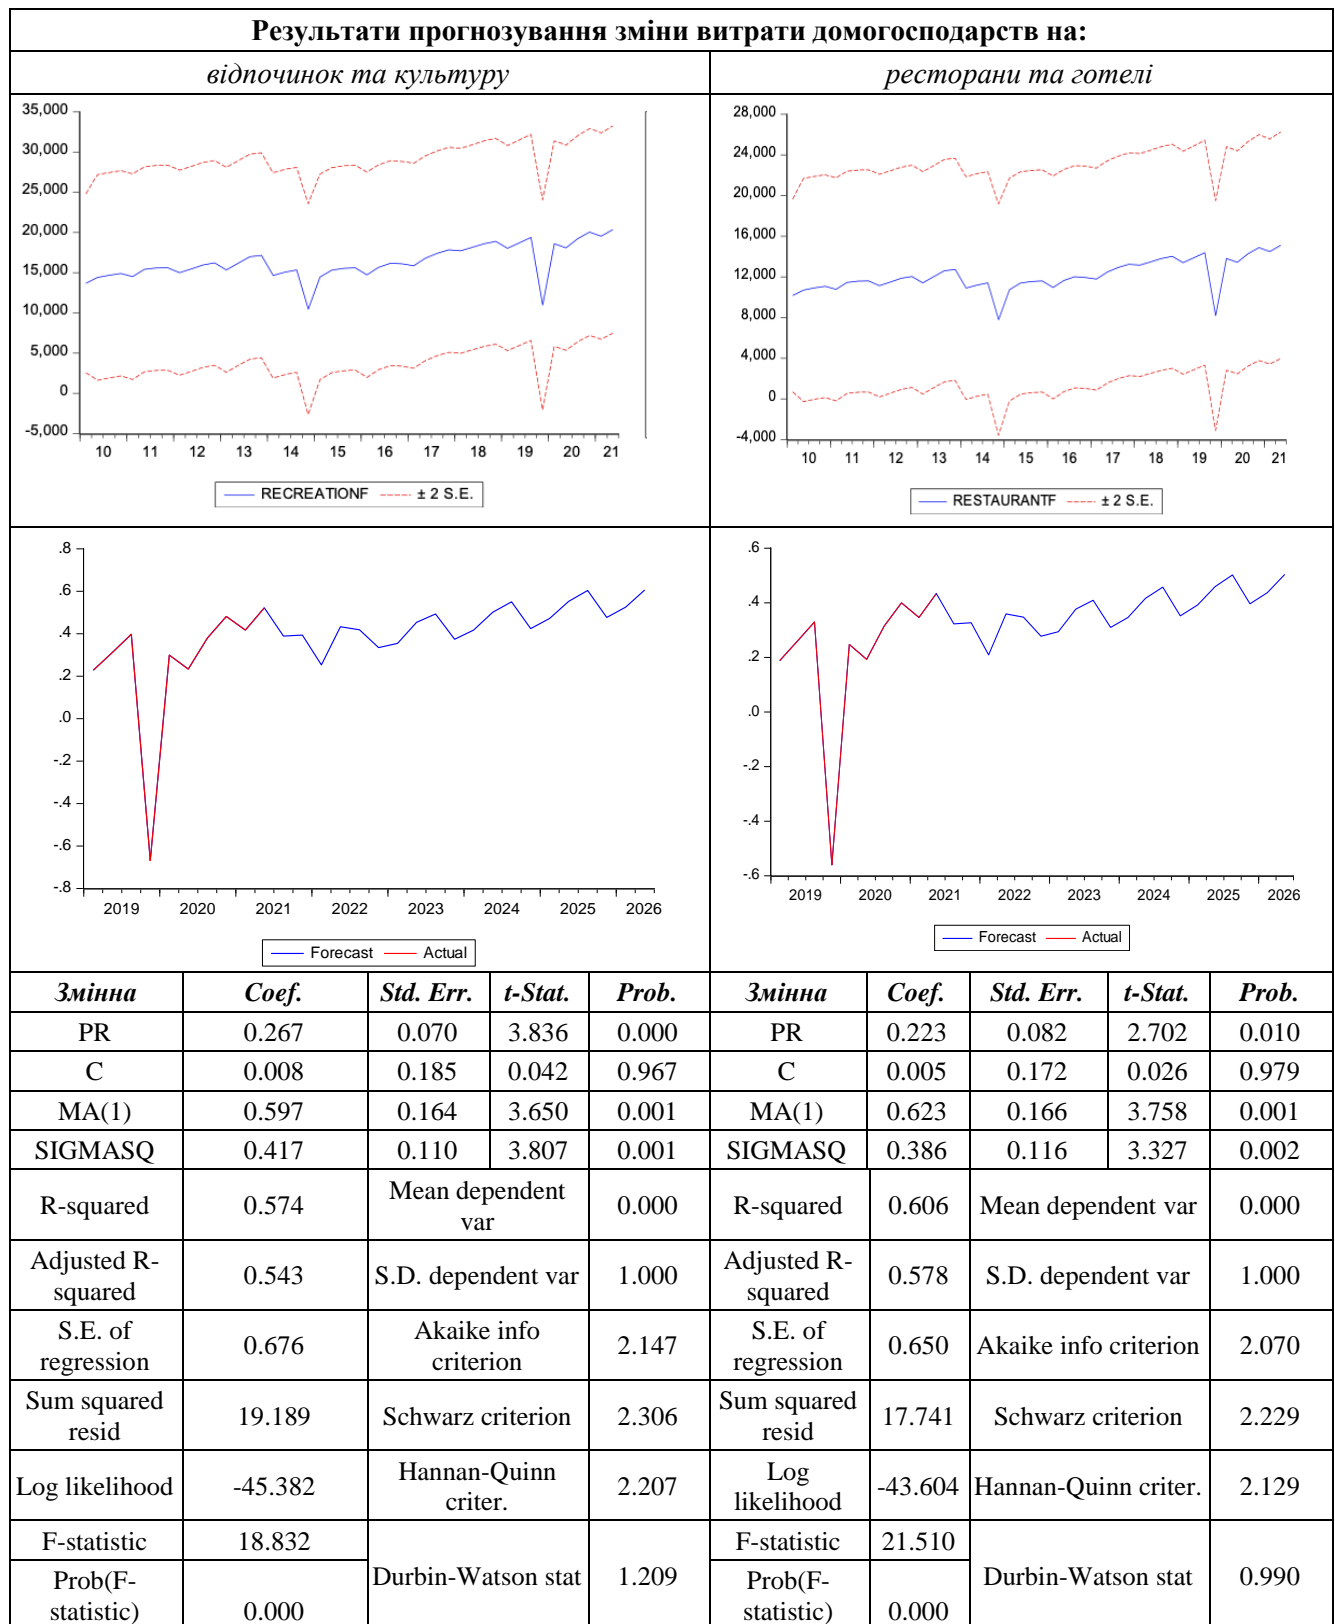 Результати прогнозування зміни витрати домогосподарств на:
відпочинок та культуру
ресторани та готелі
35,000
30,000
25,000
20,000
15,000
10,000
5,000
0
-5,000
10 11 12 13 14 15 16 17 18 19 20 21
RECREATIONF ± 2 S.E.
28,000
24,000
20,000
16,000
12,000
8,000
4,000
0
-4,000
10 11 12 13 14 15 16 17 18 19 20 21
RESTAURANTF ± 2 S.E.
.8
.6
.4
.2
.0
-.2
-.4
-.6
-.8
2019 2020 2021 2022 2023 2024 2025 2026
Forecast Actual
.6
.4
.2
.0
-.2
-.4
-.6
2019 2020 2021 2022 2023 2024 2025 2026
Forecast Actual
Змінна Coef. Std. Err. t-Stat. Prob. Змінна Coef. Std. Err. t-Stat. Prob.
PR 0.267 0.070 3.836 0.000 PR 0.223 0.082 2.702 0.010
C 0.008 0.185 0.042 0.967 C 0.005 0.172 0.026 0.979
MA(1) 0.597 0.164 3.650 0.001 MA(1) 0.623 0.166 3.758 0.001
SIGMASQ 0.417 0.110 3.807 0.001 SIGMASQ 0.386 0.116 3.327 0.002
R-squared 0.574 Mean dependent var 0.000 R-squared 0.606 Mean dependent var 0.000
Adjusted R-squared 0.543 S.D. dependent var 1.000 Adjusted R-squared 0.578 S.D. dependent var 1.000
S.E. of regression 0.676 Akaike info criterion 2.147 S.E. of regression 0.650 Akaike info criterion 2.070
Sum squared resid 19.189 Schwarz criterion 2.306 Sum squared resid 17.741 Schwarz criterion 2.229
Log likelihood -45.382 Hannan-Quinn criter. 2.207 Log likelihood -43.604 Hannan-Quinn criter. 2.129
F-statistic 18.832 Durbin-Watson stat 1.209 F-statistic 21.510 Durbin-Watson stat 0.990
Prob(F-statistic) 0.000 Prob(F-statistic) 0.000